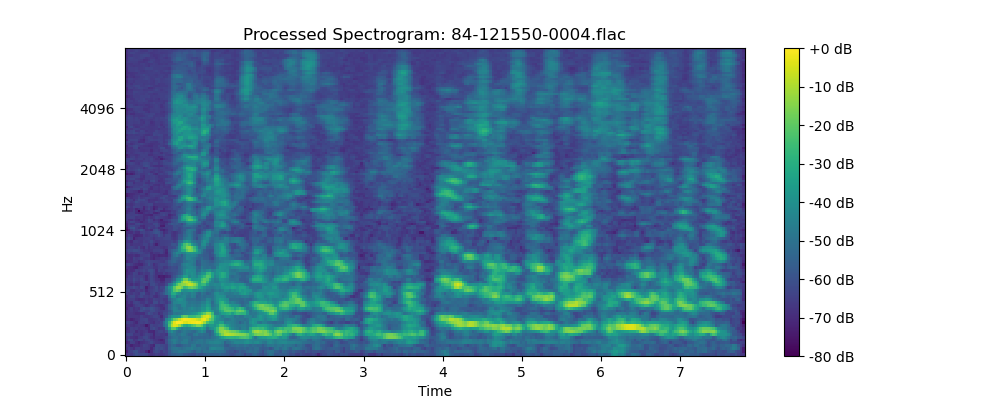 Processed Spectrogram: 84-121550-0004.flac
Hz
4096
2048
1024
512
0
0 1 2 3 4 5 6 7
Time
+0 dB
-10 dB
-20 dB
-30 dB
-40 dB
-50 dB
-60 dB
-70 dB
-80 dB